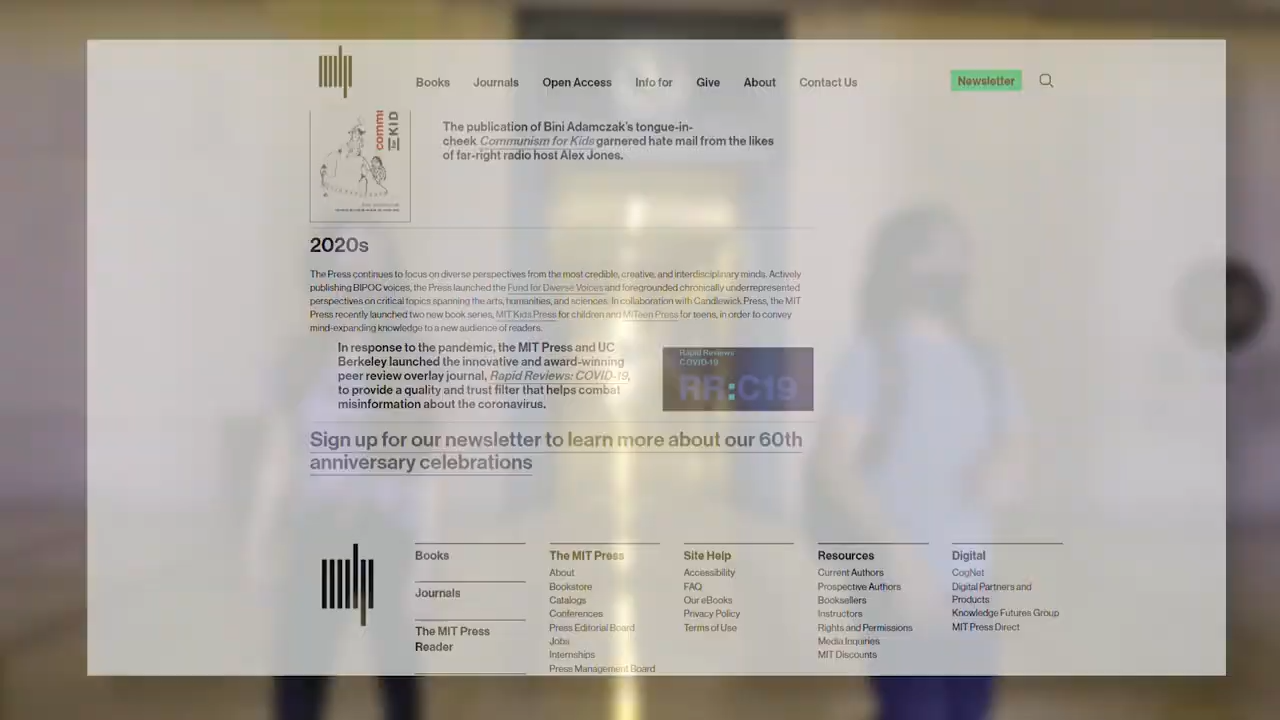 Books Journals Open Access Info for Give About Contact Us Newsletter
KID
The publication of Bini Adamczak's tongue-in-
cheek Communism for Kids garnered hate mail from the likes
of far-right radio host Alex Jones.
2020s
The Press continues to focus on diverse perspectives from the most credible, creative, and interdisciplinary minds. Actively
publishing BIPOC voices, the Press launched the Fund for Diverse Voices and foregrounded chronically underrepresented
perspectives on critical topics spanning the arts, humanities, and sciences. In collaboration with Candlewick Press, the MIT
Press recently launched two new book series, MIT Kids Press for children and MITeen Press for teens, in order to convey
mind-expanding knowledge to a new audience of readers.
In response to the pandemic, the MIT Press and UC
Berkeley launched the innovative and award-winning
peer review overlay journal, Rapid Reviews: COVID-19,
to provide a quality and trust filter that helps combat
misinformation about the coronavirus.
Rapid Reviews
COVID-19
RR:C19
Sign up for our newsletter to learn more about our 60th
anniversary celebrations
Books
Journals
The MIT Press
Reader
The MIT Press
About
Bookstore
Catalogs
Conferences
Press Editorial Board
Jobs
Internships
Press Management Board
Site Help
Accessibility
FAQ
Our eBooks
Privacy Policy
Terms of Use
Resources
Current Authors
Prospective Authors
Booksellers
Instructors
Rights and Permissions
Media Inquiries
MIT Discounts
Digital
CogNet
Digital Partners and
Products
Knowledge Futures Group
MIT Press Direct